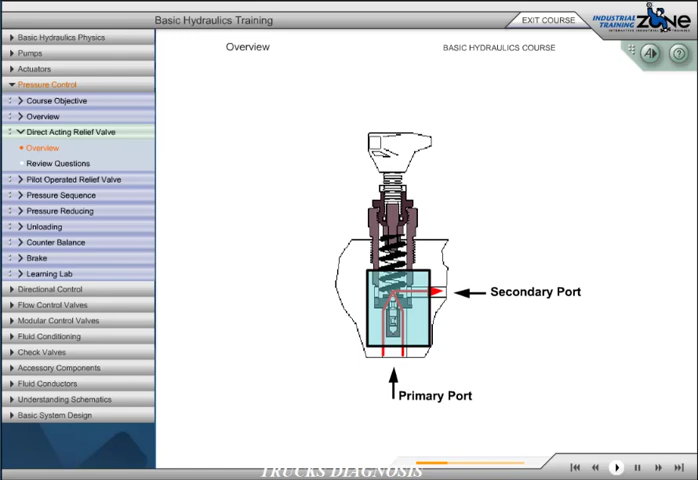 Basic Hydraulics Training
EXIT COURSE
INDUSTRIAL
TRAINING
ZONE
Basic Hydraulics Physics
Pumps
Actuators
Pressure Control
Course Objective
Overview
Direct Acting Relief Valve
Overview
Review Questions
Pilot Operated Relief Valve
Pressure Sequence
Pressure Reducing
Unloading
Counter Balance
Brake
Learning Lab
Directional Control
Flow Control Valves
Modular Control Valves
Fluid Conditioning
Check Valves
Accessory Components
Fluid Conductors
Understanding Schematics
Basic System Design
Overview
BASIC HYDRAULICS COURSE
A
?
Secondary Port
Primary Port
TRUCKS DIAGNOSIS